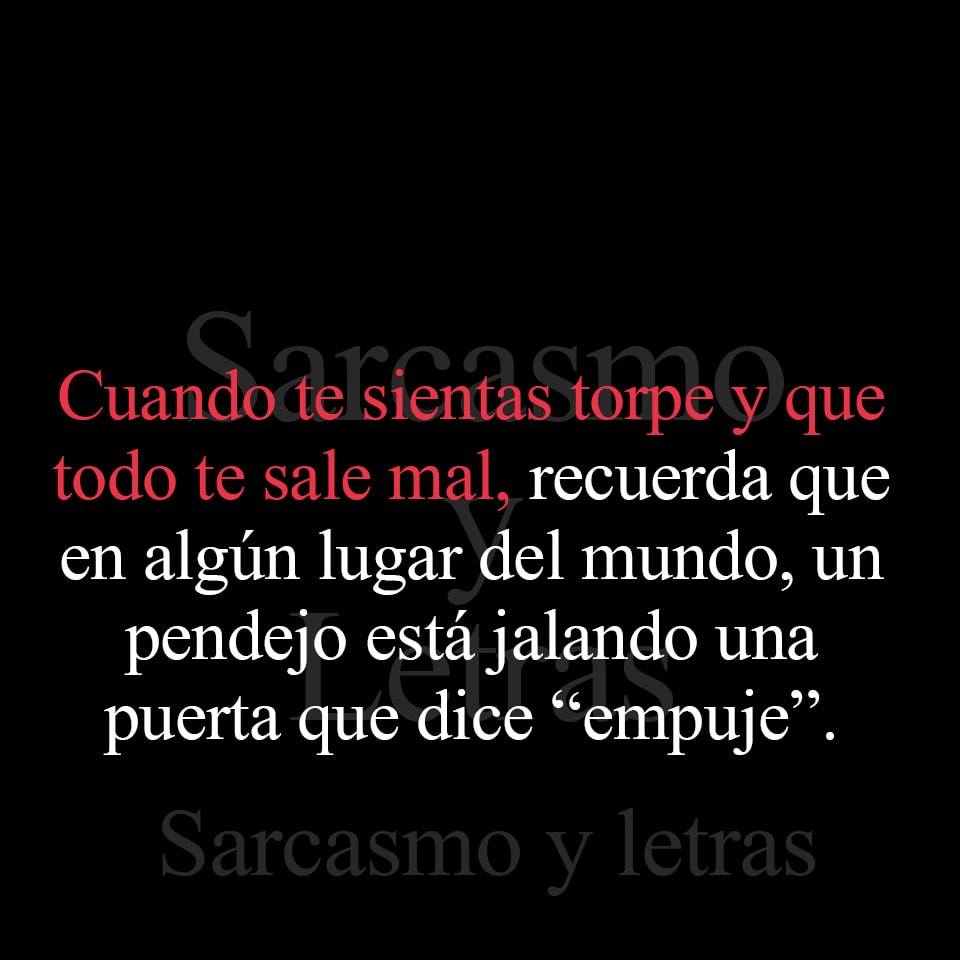 Sarcasmo
Cuando te sientas torpe y que
todo te sale mal, recuerda que
y
en algún lugar del mundo, un
pendejo está jalando una
Letras
puerta que dice “empuje”.
Sarcasmo y letras